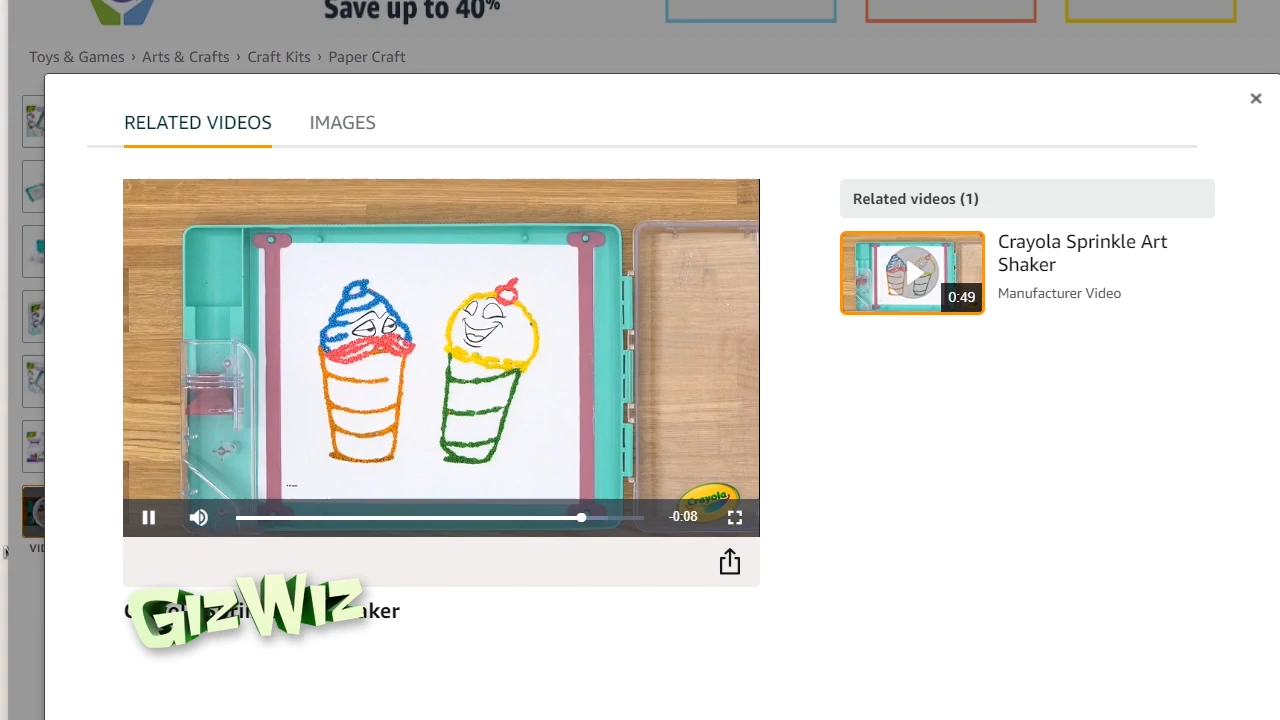 Save up to 40%
Toys & Games › Arts & Crafts › Craft Kits › Paper Craft
×
RELATED VIDEOS
IMAGES
Related videos (1)
Crayola Sprinkle Art
Shaker
0:49
Manufacturer Video
Crayola
-0:08
GizWiz